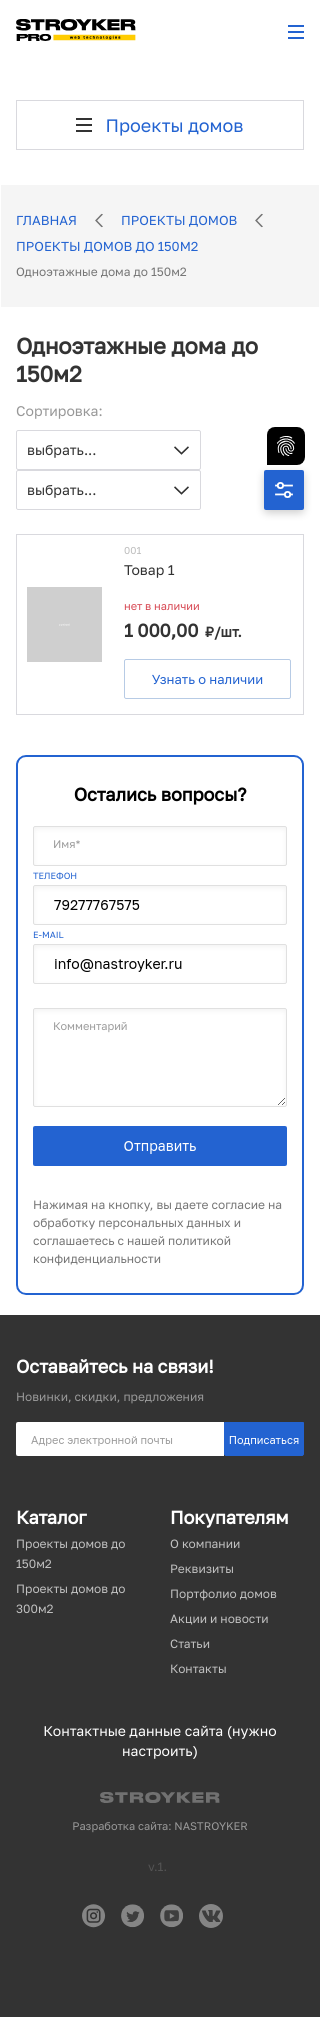 STROYKER
PRO web technologies
Проекты домов
ГЛАВНАЯ ПРОЕКТЫ ДОМОВ
ПРОЕКТЫ ДОМОВ ДО 150М2
Одноэтажные дома до 150м2
Одноэтажные дома до
150м2
Сортировка:
выбрать...
выбрать...
001
Товар 1
нет в наличии
1 000,00 ₽/шт.
Узнать о наличии
Остались вопросы?
Имя*
ТЕЛЕФОН
79277767575
E-MAIL
info@nastroyker.ru
Комментарий
Отправить
Нажимая на кнопку, вы даете согласие на
обработку персональных данных и
соглашаетесь с нашей политикой
конфиденциальности
Оставайтесь на связи!
Новинки, скидки, предложения
Адрес электронной почты Подписаться
Каталог
Проекты домов до
150м2
Проекты домов до
300м2
Покупателям
О компании
Реквизиты
Портфолио домов
Акции и новости
Статьи
Контакты
Контактные данные сайта (нужно
настроить)
STROYKER
Разработка сайта: NASTROYKER
v.1.